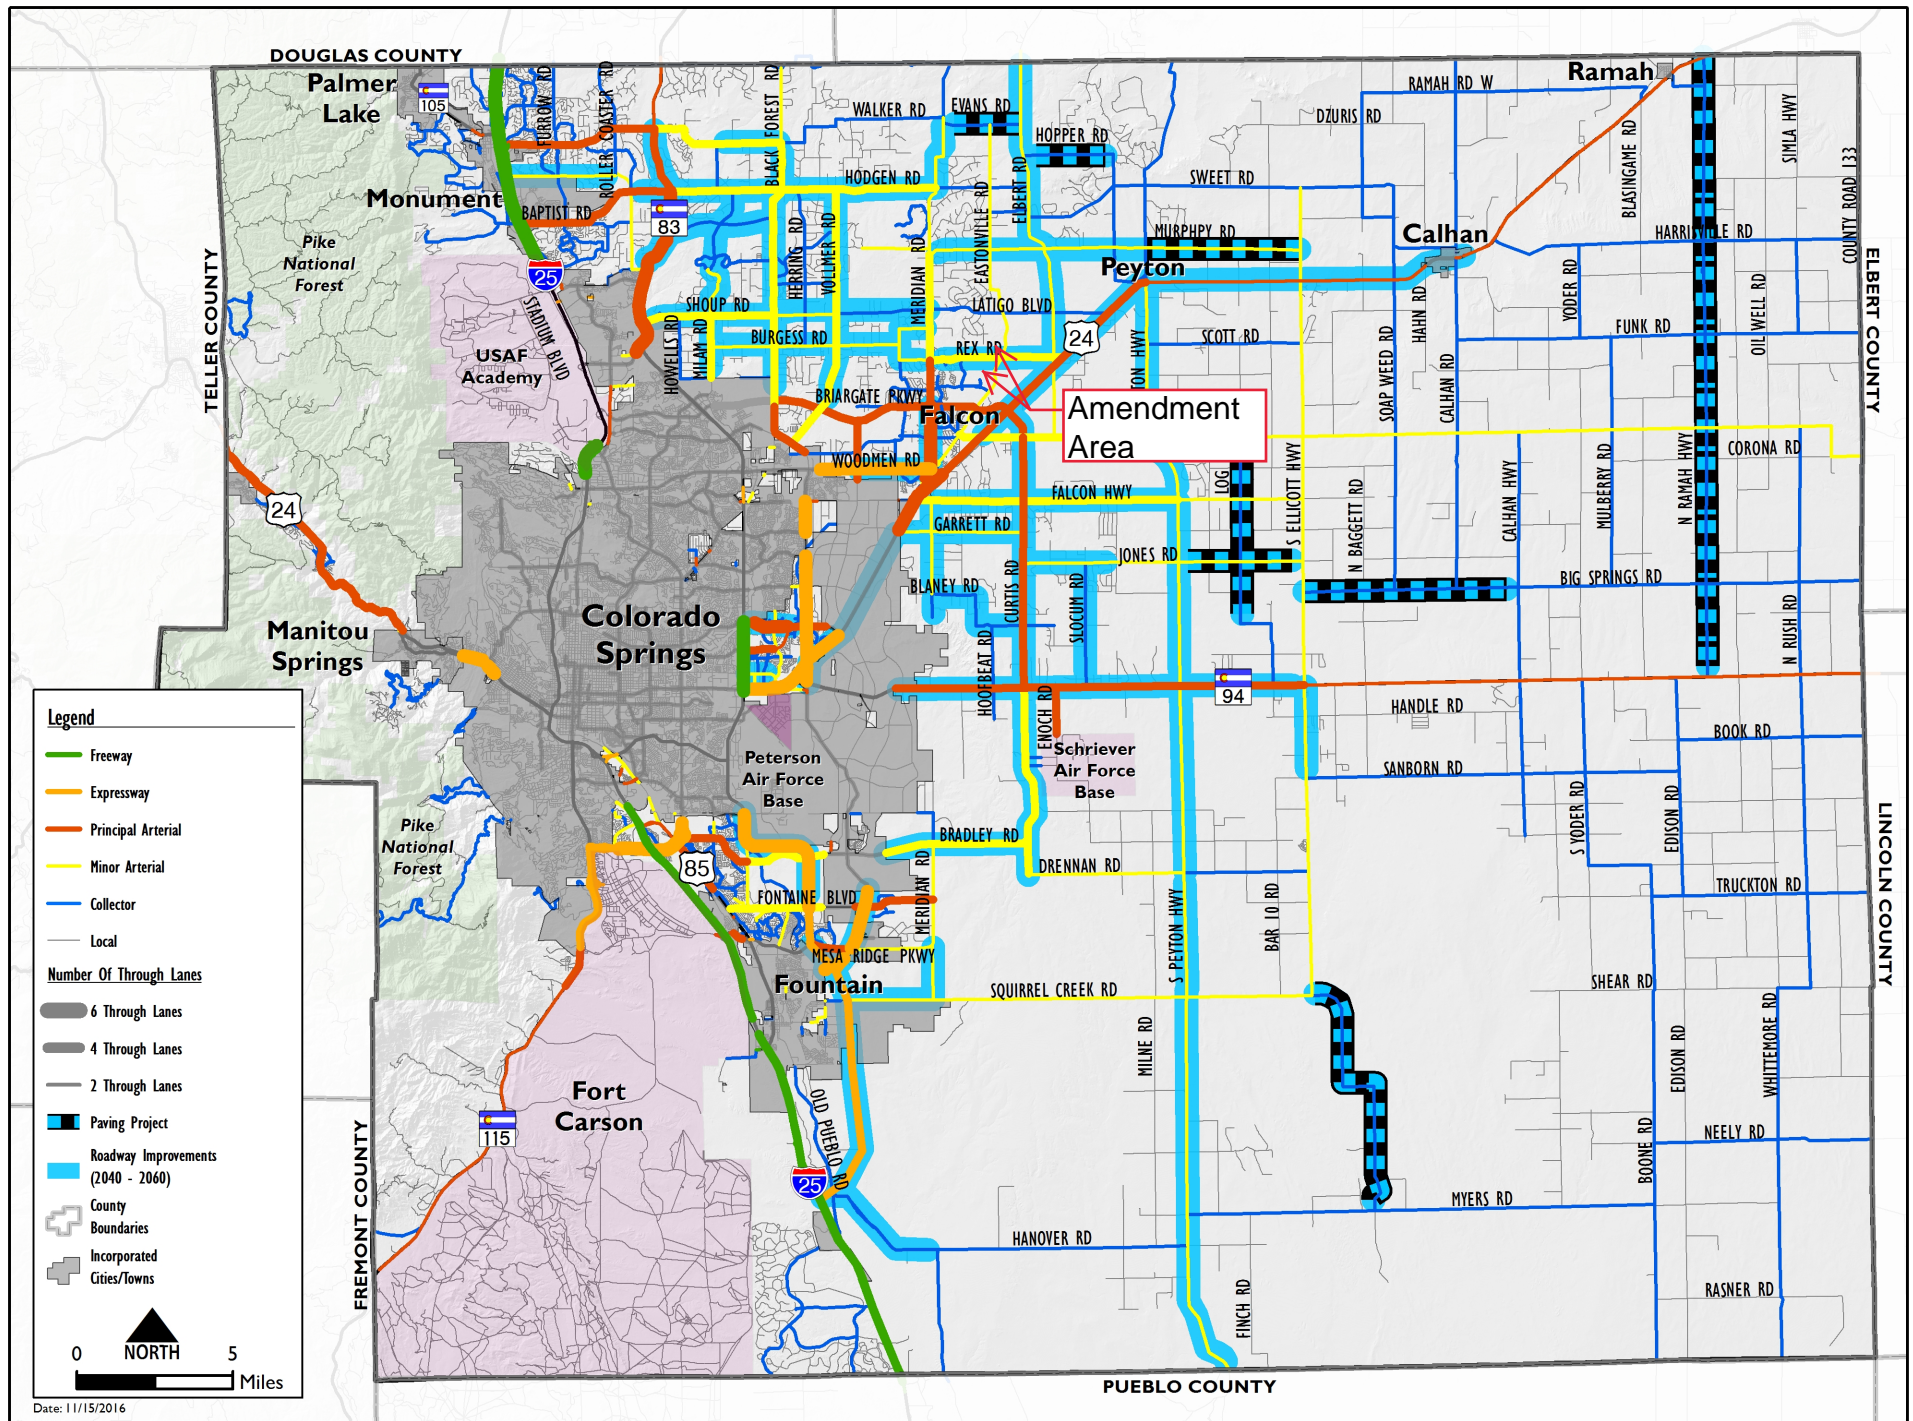 DOUGLAS COUNTY
Palmer
Lake
105
FURROW RD
ROLLER COASTER RD
BLACK FOREST RD
WALKER RD
EVANS RD
HOPPER RD
RAMAH RD W
Ramah
DZURIS RD
BLASINGAME RD
SIMLA HWY
COUNTY ROAD 133
Monument
BAPTIST RD
83
HODGEN RD
EASTONVILLE RD
ELBERT RD
SWEET RD
MURPHPY RD
Calhan
HARRISVILLE RD
Pike
National
Forest
TELLER COUNTY
25
STADIUM BLVD
HERRING RD
VOLLMER RD
MERIDIAN RD
Peyton
YODER RD
OIL WELL RD
ELBERT COUNTY
SHOUP RD
LATIGO BLVD
24
HOWELLS RD
MILAM RD
BURGESS RD
REX RD
TON HWY
SCOTT RD
SOAP WEED RD
HAHN RD
CALHAN RD
FUNK RD
USAF
Academy
BRIARGATE PKWY
Falcon
Amendment
Area
WOODMEN RD
LOG
S ELLICOTT HWY
N BAGGETT RD
CALHAN HWY
MULBERRY RD
N RAMAH HWY
CORONA RD
24
FALCON HWY
GARRETT RD
JONES RD
BLANEY RD
CURTIS RD
SLOCUM RD
BIG SPRINGS RD
Manitou
Springs
Colorado
Springs
HOOFBEAT RD
N RUSH RD
94
ENOCH RD
HANDLE RD
BOOK RD
Peterson
Air Force
Base
Schriever
Air Force
Base
SANBORN RD
S YODER RD
EDISON RD
LINCOLN COUNTY
Pike
National
Forest
85
BRADLEY RD
DRENNAN RD
MERIDIAN RD
FONTAINE BLVD
S PEYTON HWY
BAR 10 RD
TRUCKTON RD
MESA RIDGE PKWY
Fountain
SQUIRREL CREEK RD
SHEAR RD
MILNE RD
EDISON RD
WHITTEMORE RD
Fort
Carson
115
OLD PUEBLO RD
25
BOONE RD
NEELY RD
MYERS RD
FREMONT COUNTY
HANOVER RD
FINCH RD
RASNER RD
PUEBLO COUNTY
Legend
Freeway
Expressway
Principal Arterial
Minor Arterial
Collector
Local
Number Of Through Lanes
6 Through Lanes
4 Through Lanes
2 Through Lanes
Paving Project
Roadway Improvements
(2040 - 2060)
County
Boundaries
Incorporated
Cities/Towns
NORTH
0 5
Miles
Date: 11/15/2016